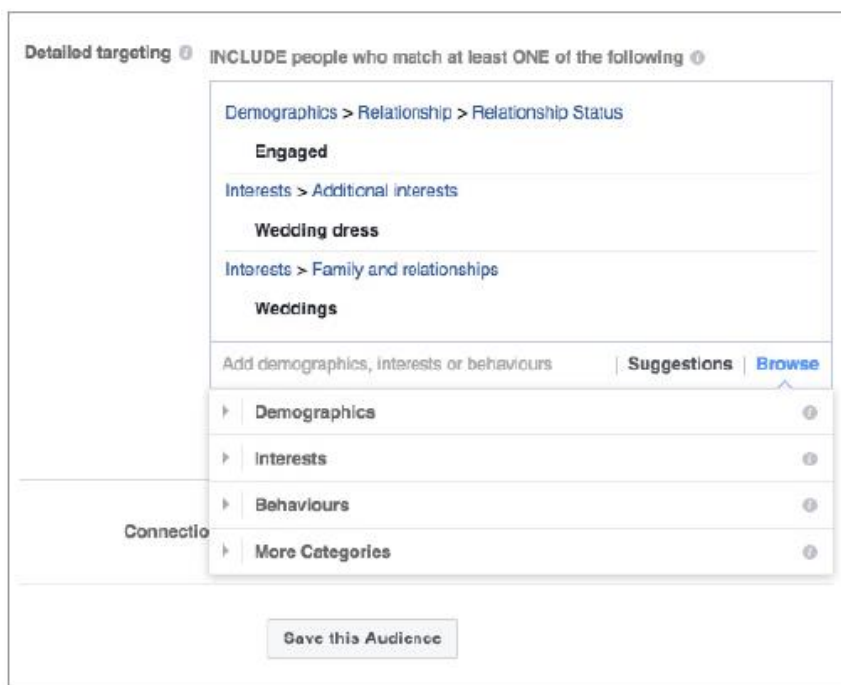 Detailed targeting
INCLUDE people who match at least ONE of the following
Demographics > Relationship > Relationship Status
Engaged
Interests > Additional interests
Wedding dress
Interests > Family and relationships
Weddings
Add demographics, interests or behaviours | Suggestions | Browse
Demographics
Interests
Behaviours
More Categories
Connectio
Save this Audience